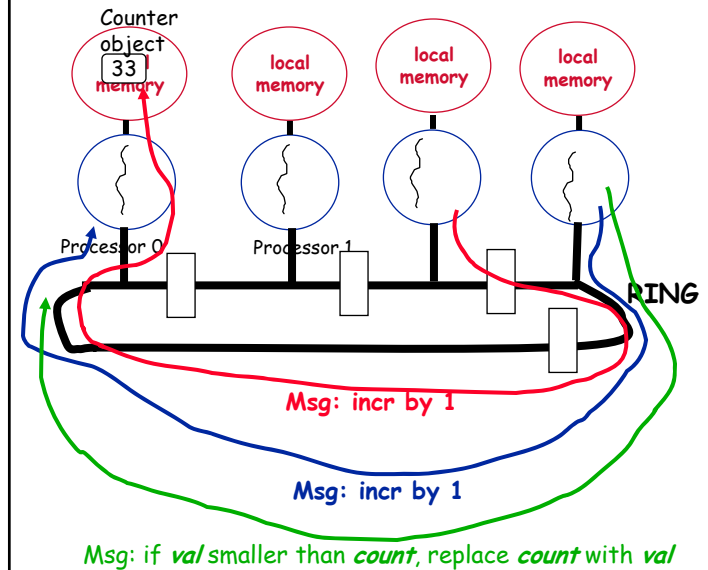 Counter
object
33
local
memory
local
memory
local
memory
memory
Processor 0
Processor 1
RING
Msg: incr by 1
Msg: incr by 1
Msg: if val smaller than count, replace count with val